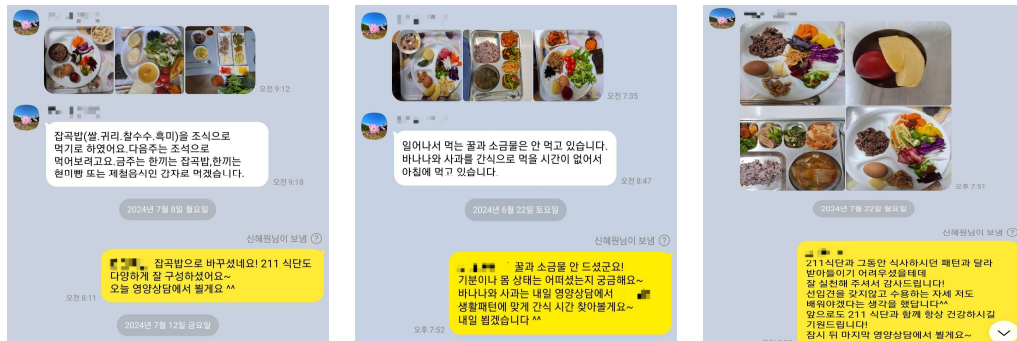 오전 9:12
잡곡밥(쌀.귀리.찰수수.흑미)을 조식으로
먹기로 하였어요.다음주는 조석으로
먹어보려고요.금주는 한끼는 잡곡밥,한끼는
현미빵 또는 제철음식인 감자로 먹겠습니다.
오전 9:18
2024년 7월 8일 월요일
신혜원님이 보냄 ?
잡곡밥으로 바꾸셨네요! 211 식단도
다양하게 잘 구성하셨어요~
오늘 영양상담에서 뵐게요 ^^
오전 8:11
2024년 7월 12일 금요일
오전 7:35
일어나서 먹는 꿀과 소금물은 안 먹고 있습니다.
바나나와 사과를 간식으로 먹을 시간이 없어서
아침에 먹고 있습니다.
오전 8:47
2024년 6월 22일 토요일
신혜원님이 보냄 ?
꿀과 소금물 안 드셨군요!
기분이나 몸 상태는 어떠셨는지 궁금해요~
바나나와 사과는 내일 영양상담에서
생활패턴에 맞게 간식 시간 찾아볼게요~
내일 뵙겠습니다 ^^
오후 7:52
오후 7:51
2024년 7월 22일 월요일
신혜원님이 보냄 ?
211식단과 그동안 식사하시던 패턴과 달라
받아들이기 어려우셨을테데
잘 실천해 주셔서 감사드립니다!
선입견을 갖지않고 수용하는 자세 저도
배워야겠다는 생각을 했답니다^^
앞으로도 211 식단과 함께 항상 건강하시길
기원드립니다!
잠시 뒤 마지막 영양상담에서 뵐게요~